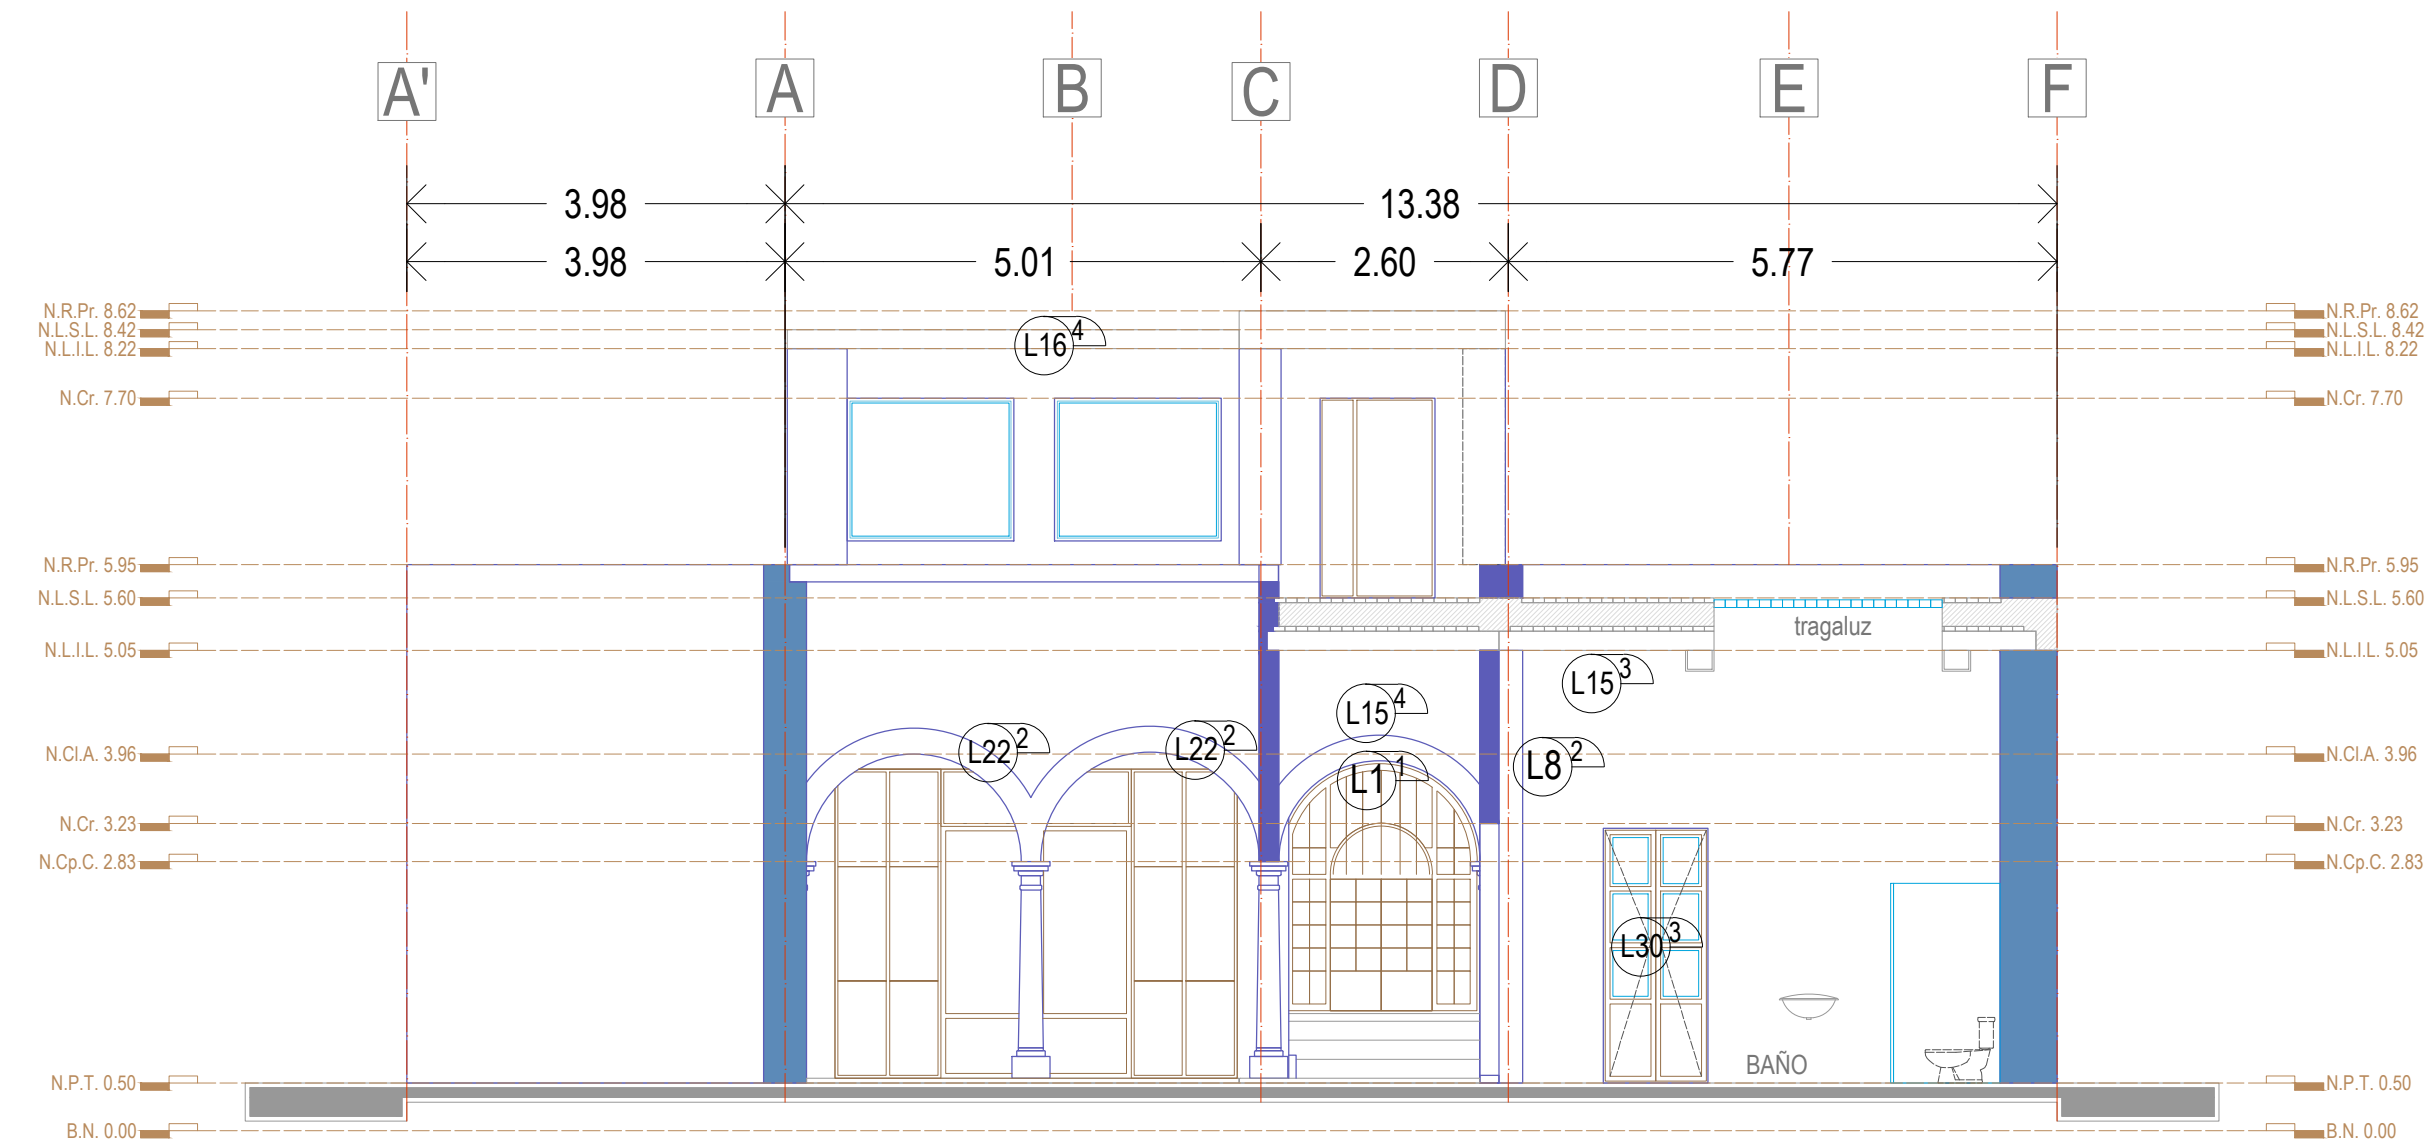 A' A B C D E F
3.98 13.38
3.98 5.01 2.60 5.77
N.R.Pr. 8.62 N.R.Pr. 8.62
N.L.S.L. 8.42 N.L.S.L. 8.42
L16 4
N.L.I.L. 8.22 N.L.I.L. 8.22
N.Cr. 7.70 N.Cr. 7.70
N.R.Pr. 5.95 N.R.Pr. 5.95
N.L.S.L. 5.60 N.L.S.L. 5.60
tragaluz
N.L.I.L. 5.05 N.L.I.L. 5.05
L15 3
L15 4
N.Cl.A. 3.96 L22 2 L22 2 N.Cl.A. 3.96
L1 1 L8 2
N.Cr. 3.23 N.Cr. 3.23
N.Cp.C. 2.83 N.Cp.C. 2.83
L30 3
BAÑO
N.P.T. 0.50 N.P.T. 0.50
B.N. 0.00 B.N. 0.00